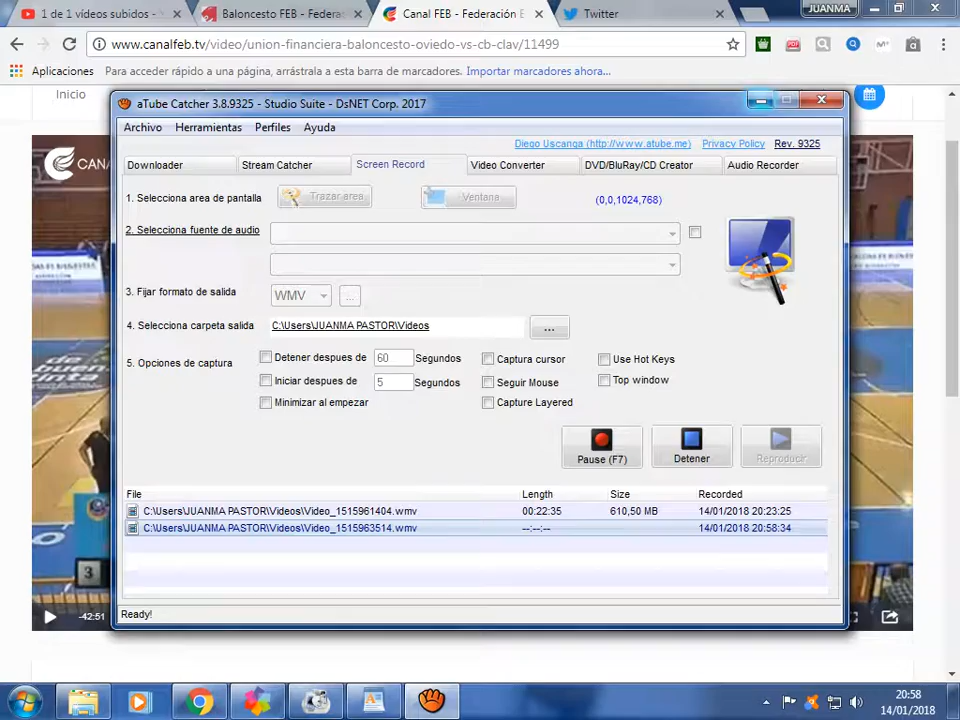 1 de 1 vídeos subidos -
Baloncesto FEB - Federa
Canal FEB - Federación E
Twitter
JUANMA
www.canalfeb.tv/video/union-financiera-baloncesto-oviedo-vs-cb-clav/11499
Aplicaciones
Para acceder rápido a una página, arrástrala a esta barra de marcadores. Importar marcadores ahora...
Inicio
aTube Catcher 3.8.9325 - Studio Suite - DsNET Corp. 2017
Archivo Herramientas Perfiles Ayuda
Diego Uscanga (http://www.atube.me) Privacy Policy Rev. 9325
Downloader Stream Catcher Screen Record Video Converter DVD/BluRay/CD Creator Audio Recorder
1. Selecciona area de pantalla Trazar area Ventana (0,0,1024,768)
2. Selecciona fuente de audio
3. Fijar formato de salida WMV ...
4. Selecciona carpeta salida C:\Users\JUANMA PASTOR\Videos ...
5. Opciones de captura
Detener despues de 60 Segundos Captura cursor Use Hot Keys
Iniciar despues de 5 Segundos Seguir Mouse Top window
Minimizar al empezar Capture Layered
Pause (F7) Detener Reproducir
File Length Size Recorded
C:\Users\JUANMA PASTOR\Videos\Video_1515961404.wmv 00:22:35 610,50 MB 14/01/2018 20:23:25
C:\Users\JUANMA PASTOR\Videos\Video_1515963514.wmv --:--:-- 14/01/2018 20:58:34
Ready!
CANA
3
-42:51
20:58
14/01/2018